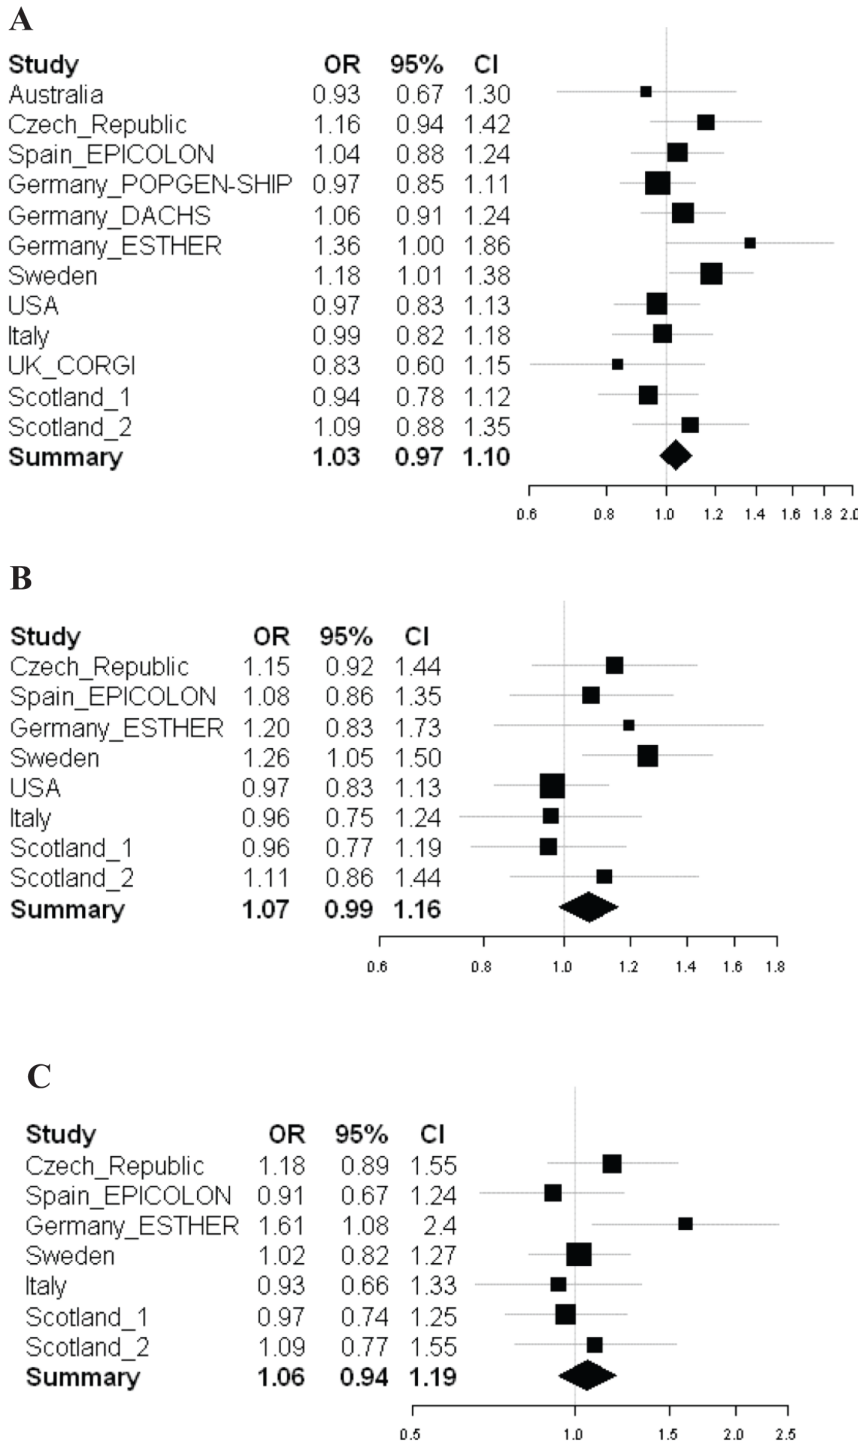 A
Study OR 95% CI
Australia 0.93 0.67 1.30
Czech_Republic 1.16 0.94 1.42
Spain_EPICOLON 1.04 0.88 1.24
Germany_POPGEN-SHIP 0.97 0.85 1.11
Germany_DACHS 1.06 0.91 1.24
Germany_ESTHER 1.36 1.00 1.86
Sweden 1.18 1.01 1.38
USA 0.97 0.83 1.13
Italy 0.99 0.82 1.18
UK_CORGI 0.83 0.60 1.15
Scotland_1 0.94 0.78 1.12
Scotland_2 1.09 0.88 1.35
Summary 1.03 0.97 1.10
0.6 0.8 1.0 1.2 1.4 1.6 1.8 2.0
B
Study OR 95% CI
Czech_Republic 1.15 0.92 1.44
Spain_EPICOLON 1.08 0.86 1.35
Germany_ESTHER 1.20 0.83 1.73
Sweden 1.26 1.05 1.50
USA 0.97 0.83 1.13
Italy 0.96 0.75 1.24
Scotland_1 0.96 0.77 1.19
Scotland_2 1.11 0.86 1.44
Summary 1.07 0.99 1.16
0.6 0.8 1.0 1.2 1.4 1.6 1.8
C
Study OR 95% CI
Czech_Republic 1.18 0.89 1.55
Spain_EPICOLON 0.91 0.67 1.24
Germany_ESTHER 1.61 1.08 2.4
Sweden 1.02 0.82 1.27
Italy 0.93 0.66 1.33
Scotland_1 0.97 0.74 1.25
Scotland_2 1.09 0.77 1.55
Summary 1.06 0.94 1.19
0.5 1.0 1.5 2.0 2.5